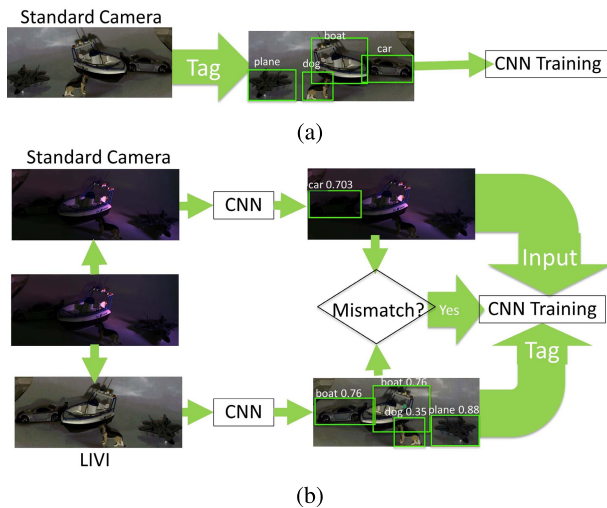 Standard Camera
boat
car
plane
dog
Tag
CNN Training
(a)
Standard Camera
car 0.703
CNN
Input
Mismatch?
Yes
CNN Training
Tag
boat 0.76
boat 0.76
dog 0.35
plane 0.88
CNN
LIVI
(b)